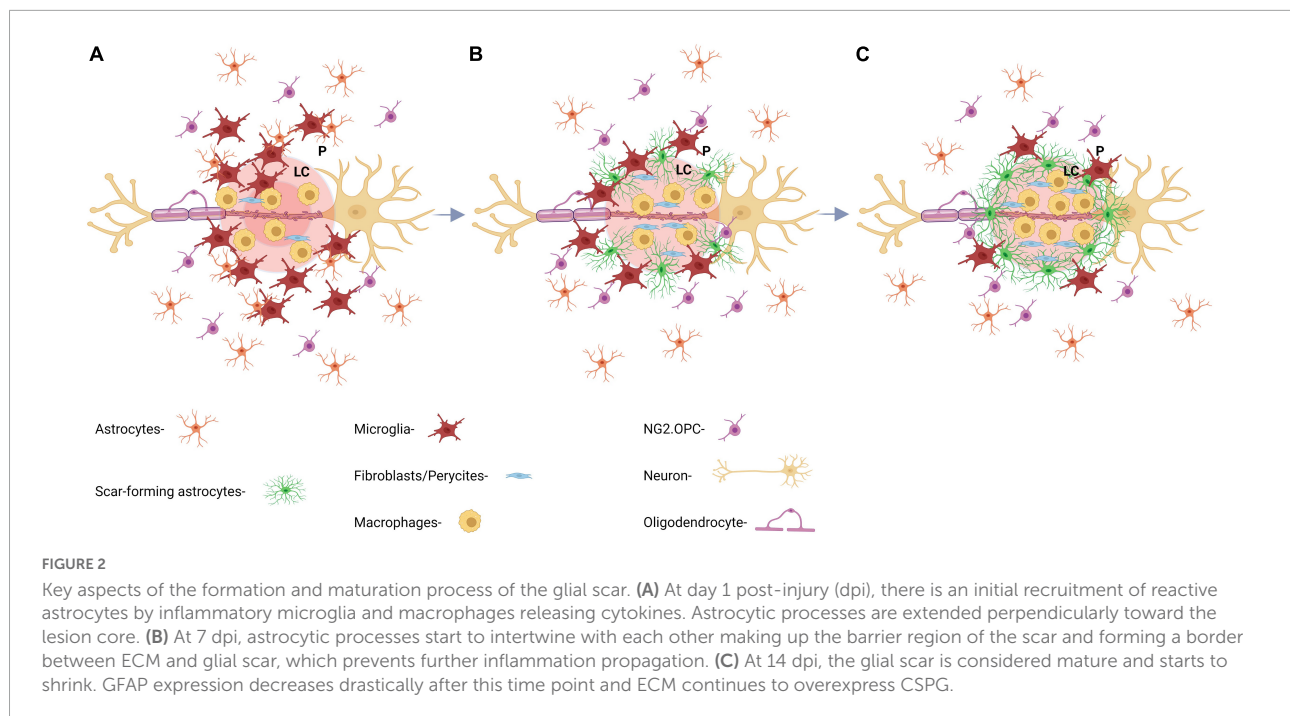 A
B
C
P
LC
P
LC
P
LC
Astrocytes-
Microglia-
NG2.OPC-
Scar-forming astrocytes-
Fibroblasts/Perycites-
Neuron-
Macrophages-
Oligodendrocyte-
FIGURE 2
Key aspects of the formation and maturation process of the glial scar. (A) At day 1 post-injury (dpi), there is an initial recruitment of reactive
astrocytes by inflammatory microglia and macrophages releasing cytokines. Astrocytic processes are extended perpendicularly toward the
lesion core. (B) At 7 dpi, astrocytic processes start to intertwine with each other making up the barrier region of the scar and forming a border
between ECM and glial scar, which prevents further inflammation propagation. (C) At 14 dpi, the glial scar is considered mature and starts to
shrink. GFAP expression decreases drastically after this time point and ECM continues to overexpress CSPG.